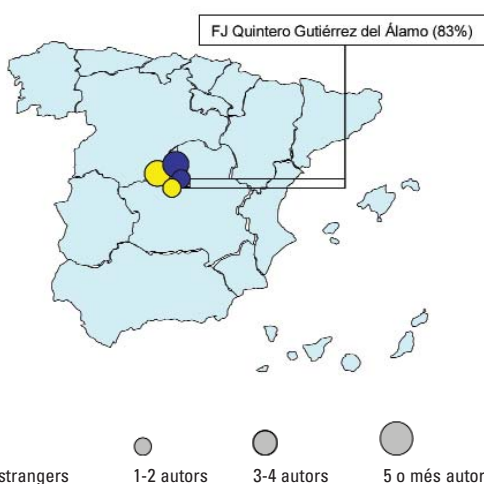 FJ Quintero Gutiérrez del Álamo (83%)
strangers 1-2 autors 3-4 autors 5 o més autor